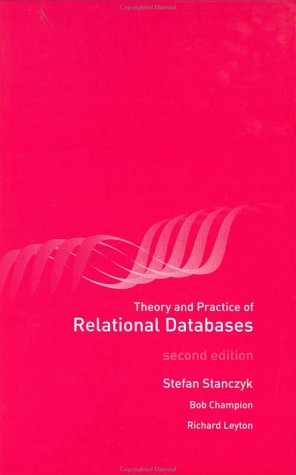 Theory and Practice of
Relational Databases
second edition
Stefan Stanczyk
Bob Champion
Richard Leyton